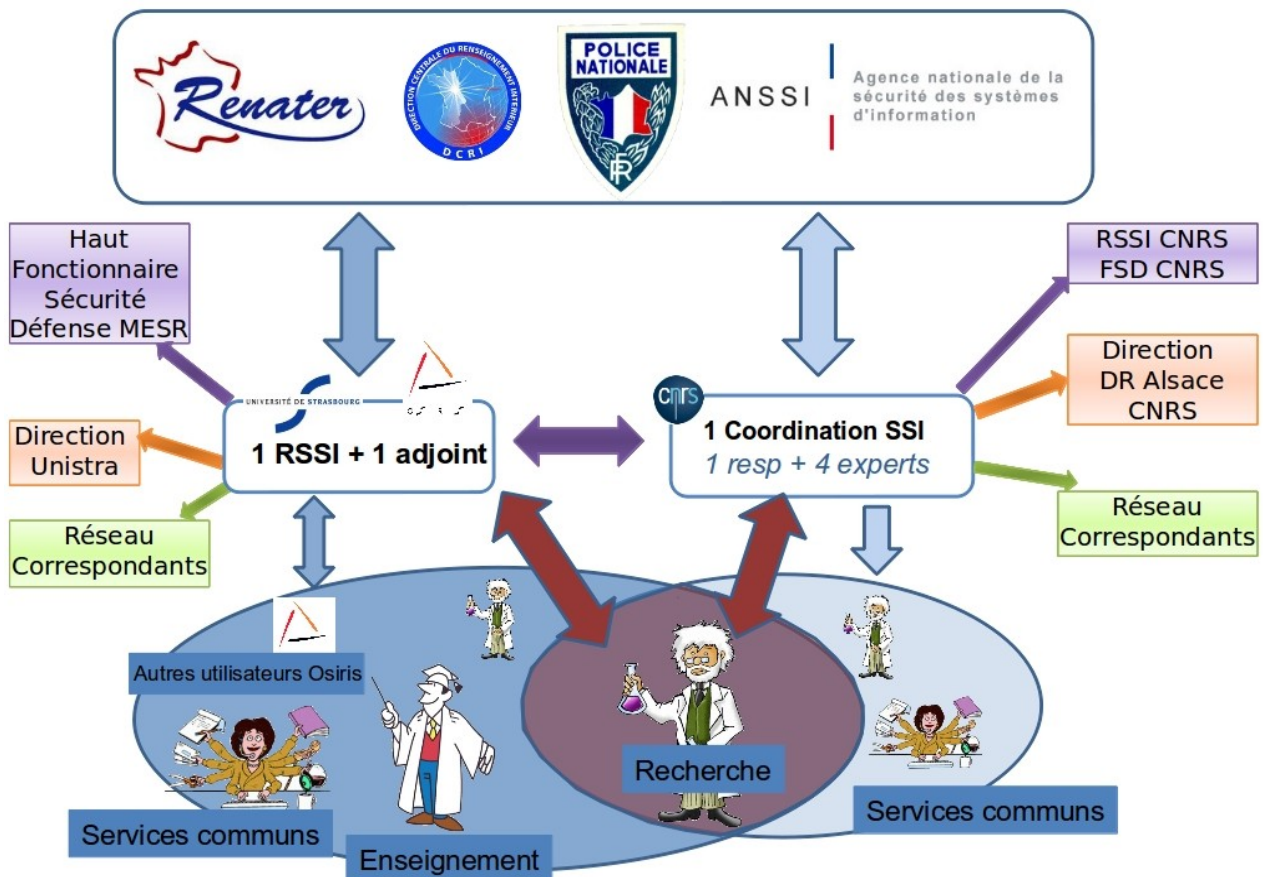 Renater
DIRECTION CENTRALE DU RENSEIGNEMENT INTÉRIEUR
DCRI
POLICE
NATIONALE
RF
ANSSI
Agence nationale de la
sécurité des systèmes
d'information
Haut
Fonctionnaire
Sécurité
Défense MESR
RSSI CNRS
FSD CNRS
Direction
DR Alsace
CNRS
UNIVERSITÉ DE STRASBOURG
OSIRIS
1 RSSI + 1 adjoint
cnrs
1 Coordination SSI
1 resp + 4 experts
Direction
Unistra
Réseau
Correspondants
Réseau
Correspondants
Autres utilisateurs Osiris
Recherche
Services communs
Services communs
Enseignement